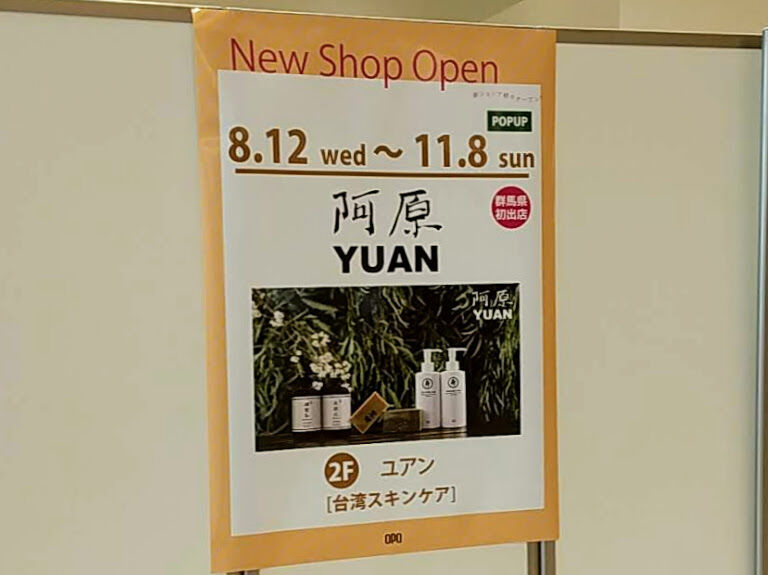 New Shop Open
POPUP
8.12 wed ~ 11.8 sun
群馬県
初出店
阿原
YUAN
阿原
YUAN
2F ユアン
[台湾スキンケア]
OPA